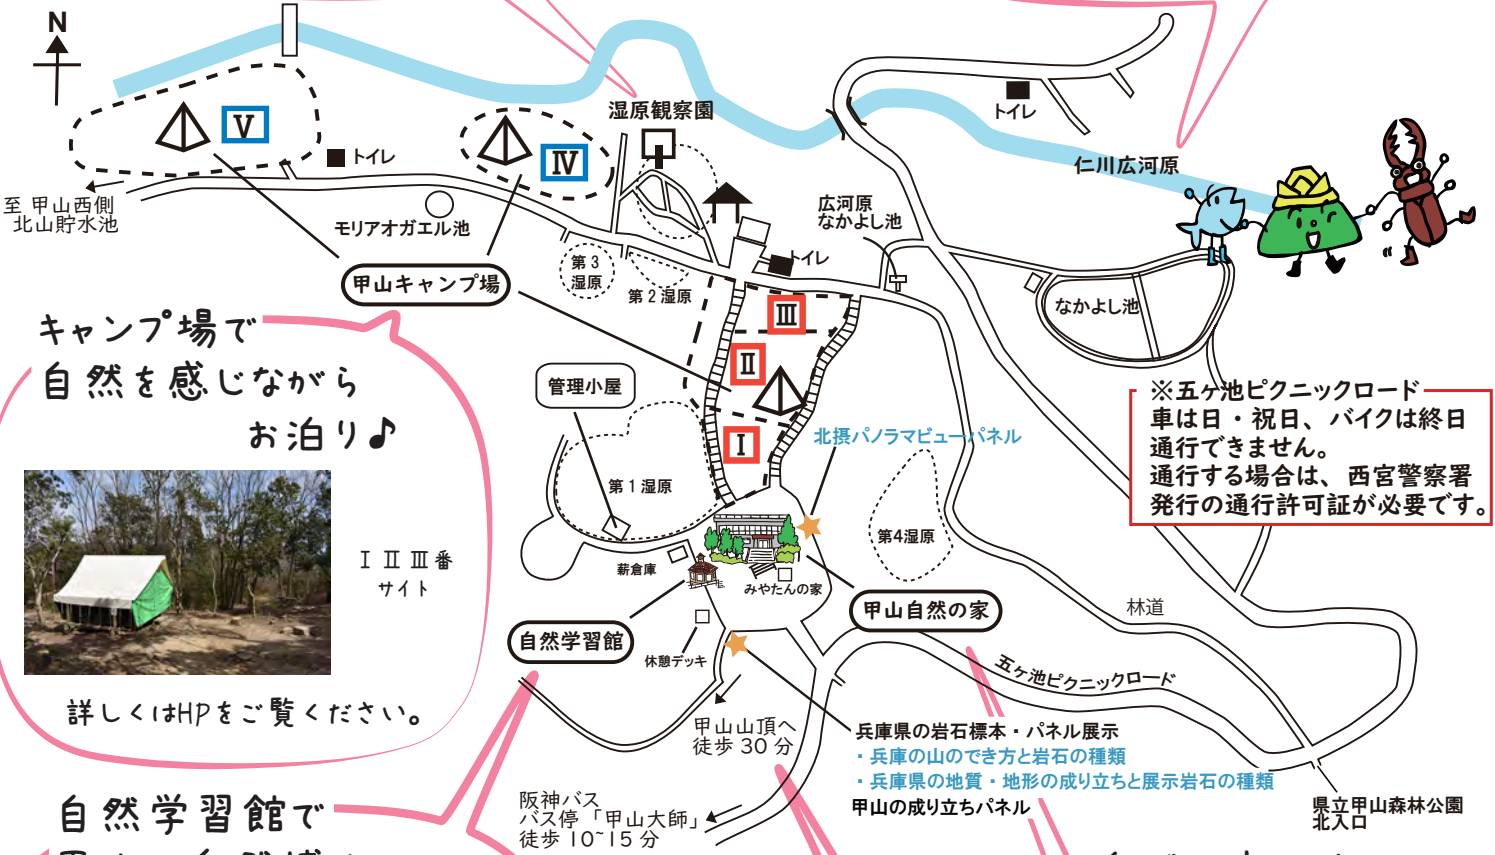 N
V
IV
トイレ
湿原観察園
トイレ
仁川広河原
至 甲山西側
北山貯水池
モリアオガエル池
広河原
なかよし池
トイレ
第3
湿原
第2湿原
甲山キャンプ場
なかよし池
III
II
I
キャンプ場で
自然を感じながら
お泊り♪
管理小屋
北摂パノラマビューパネル
※五ヶ池ピクニックロード
車は日・祝日、バイクは終日
通行できません。
通行する場合は、西宮警察署
発行の通行許可証が必要です。
第1湿原
第4湿原
I II III番
サイト
薪倉庫
みやたんの家
甲山自然の家
林道
自然学習館
休憩デッキ
五ヶ池ピクニックロード
詳しくはHPをご覧ください。
甲山山頂へ
徒歩30分
兵庫県の岩石標本・パネル展示
・兵庫の山のでき方と岩石の種類
・兵庫県の地質・地形の成り立ちと展示岩石の種類
甲山の成り立ちパネル
阪神バス
バス停「甲山大師」
徒歩10~15分
県立甲山森林公園
北入口
自然学習館で